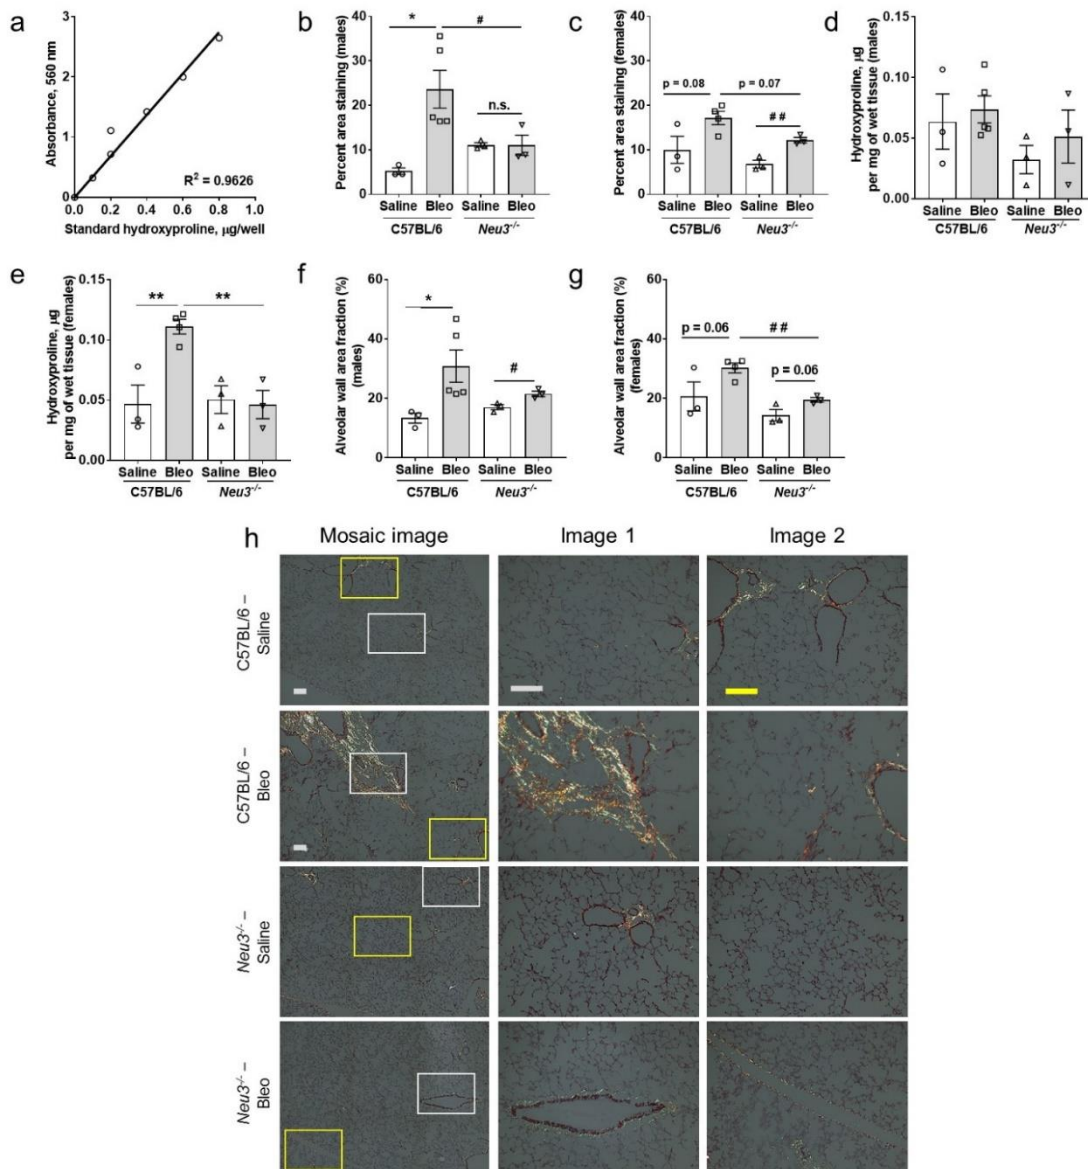 a
Absorbance, 560 nm
3
2
1
0
0.0 0.2 0.4 0.6 0.8 1.0
R² = 0.9626
Standard hydroxyproline, µg/well
b
Percent area staining (males)
40
30
20
10
0
* #
n.s.
Saline Bleo Saline Bleo
C57BL/6 Neu3-/-
c
Percent area staining (females)
40
30
20
10
0
p = 0.08 p = 0.07
# #
Saline Bleo Saline Bleo
C57BL/6 Neu3-/-
d
Hydroxyproline, µg
per mg of wet tissue (males)
0.15
0.10
0.05
0.00
Saline Bleo Saline Bleo
C57BL/6 Neu3-/-
e
Hydroxyproline, µg
per mg of wet tissue (females)
0.15
0.10
0.05
0.00
** **
Saline Bleo Saline Bleo
C57BL/6 Neu3-/-
f
Alveolar wall area fraction (%)
(males)
60
40
20
0
*
#
Saline Bleo Saline Bleo
C57BL/6 Neu3-/-
g
Alveolar wall area fraction (%)
(females)
60
40
20
0
p = 0.06 # #
p = 0.06
Saline Bleo Saline Bleo
C57BL/6 Neu3-/-
h
Mosaic image Image 1 Image 2
C57BL/6 –
Saline
C57BL/6 –
Bleo
Neu3-/- –
Saline
Neu3-/- –
Bleo